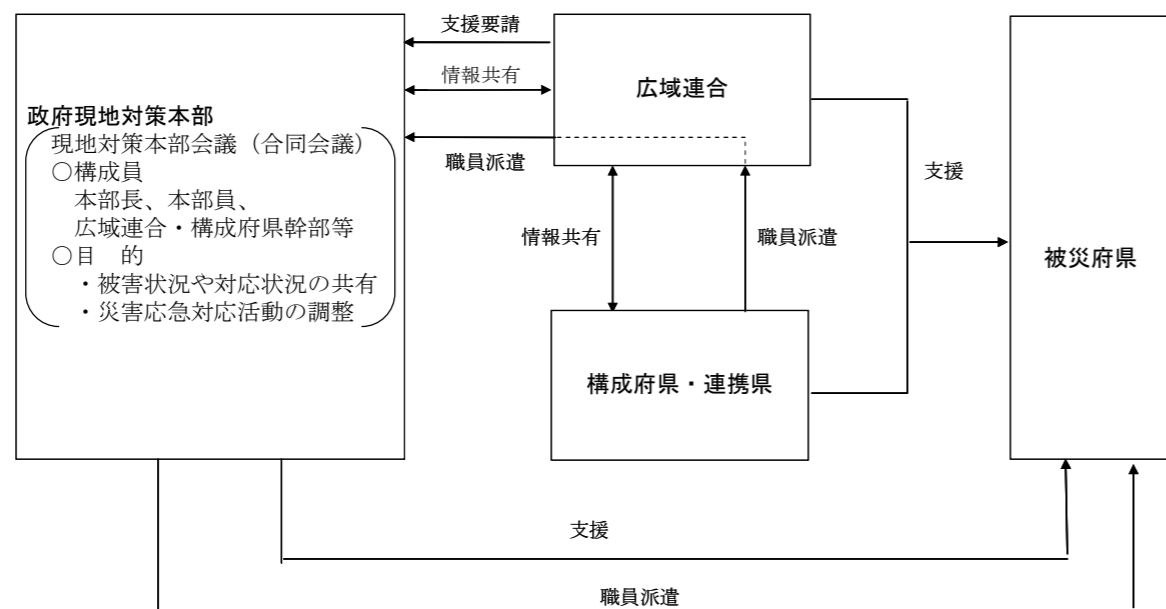 支援要請
情報共有
広域連合
政府現地対策本部
現地対策本部会議(合同会議)
○構成員
本部長、本部員、
広域連合・構成府県幹部等
○目　的
・被害状況や対応状況の共有
・災害応急対応活動の調整
職員派遣
支援
情報共有
職員派遣
被災府県
構成府県・連携県
支援
職員派遣